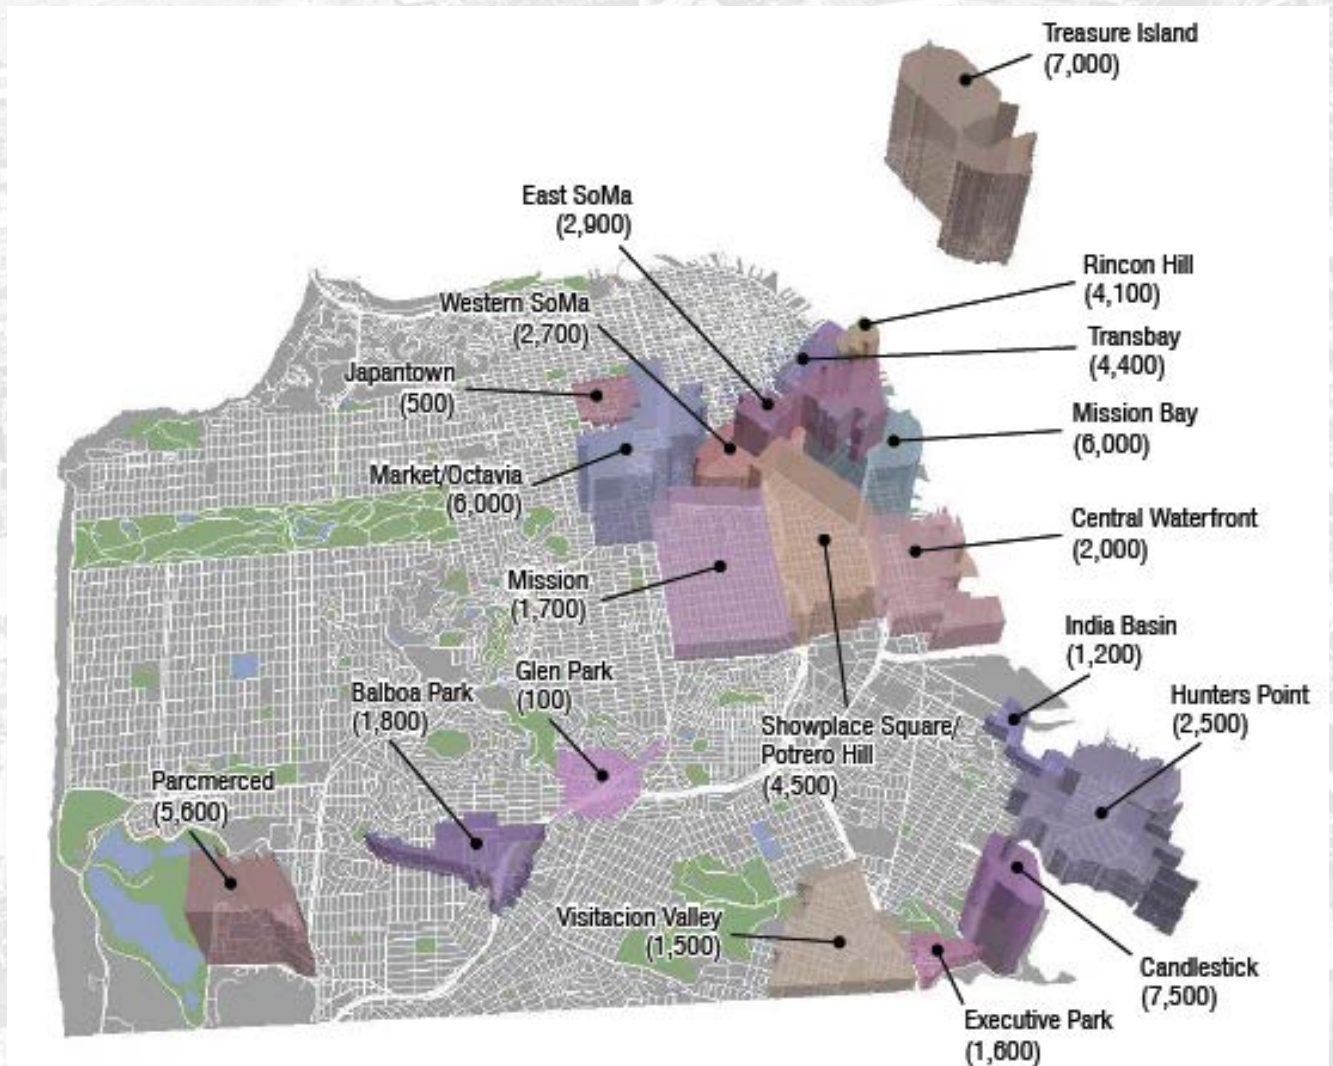 Treasure Island
(7,000)
East SoMa
(2,900)
Rincon Hill
(4,100)
Western SoMa
(2,700)
Transbay
(4,400)
Japantown
(500)
Mission Bay
(6,000)
Market/Octavia
(6,000)
Central Waterfront
(2,000)
Mission
(1,700)
India Basin
(1,200)
Glen Park
(100)
Hunters Point
(2,500)
Balboa Park
(1,800)
Showplace Square/
Potrero Hill
(4,500)
Parcmerced
(5,600)
Visitacion Valley
(1,500)
Candlestick
(7,500)
Executive Park
(1,600)